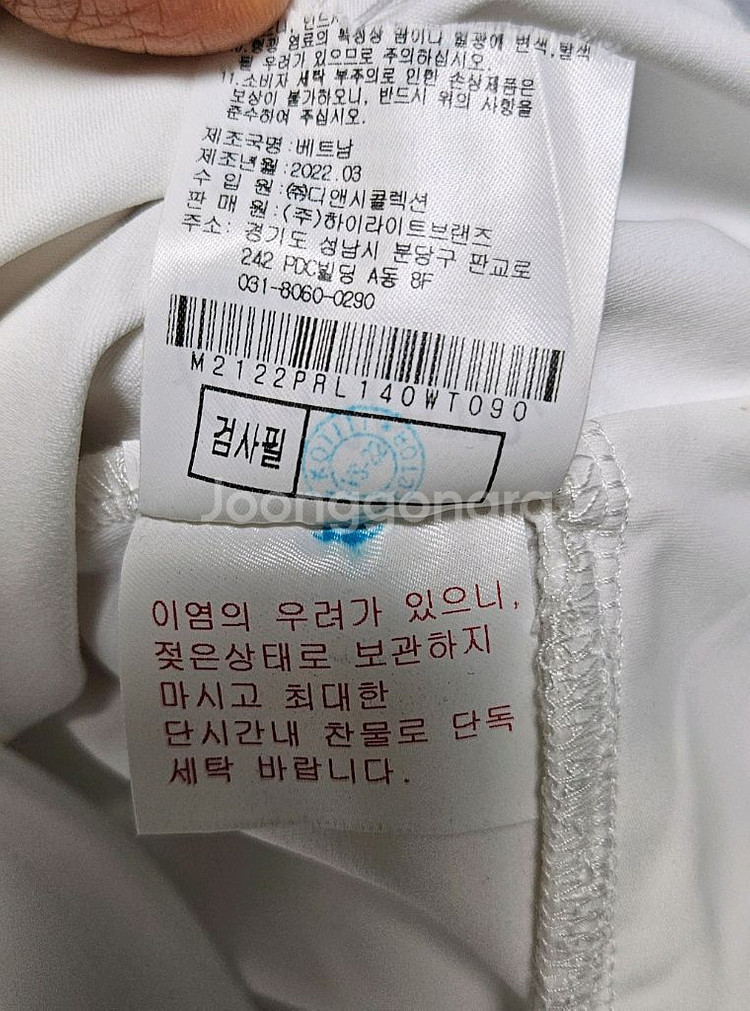 10.형광 염료의 특성상 땀이나 일광에 변색,탈색
될 우려가 있으므로 주의하십시오.
11.소비자 세탁 부주의로 인한 손상제품은
보상이 불가하오니, 반드시 위의 사항을
준수하여 주십시오.
제조국명:베트남
제조년월:2022.03
수 입 원:㈜디앤시콜렉션
판 매 원:(주)하이라이트브랜즈
주소: 경기도 성남시 분당구 판교로
242 PDC빌딩 A동 8F
031-8060-0290
M2122PRL140WT090
검사필
Joonggonara
이염의 우려가 있으니,
젖은상태로 보관하지
마시고 최대한
단시간내 찬물로 단독
세탁 바랍니다.